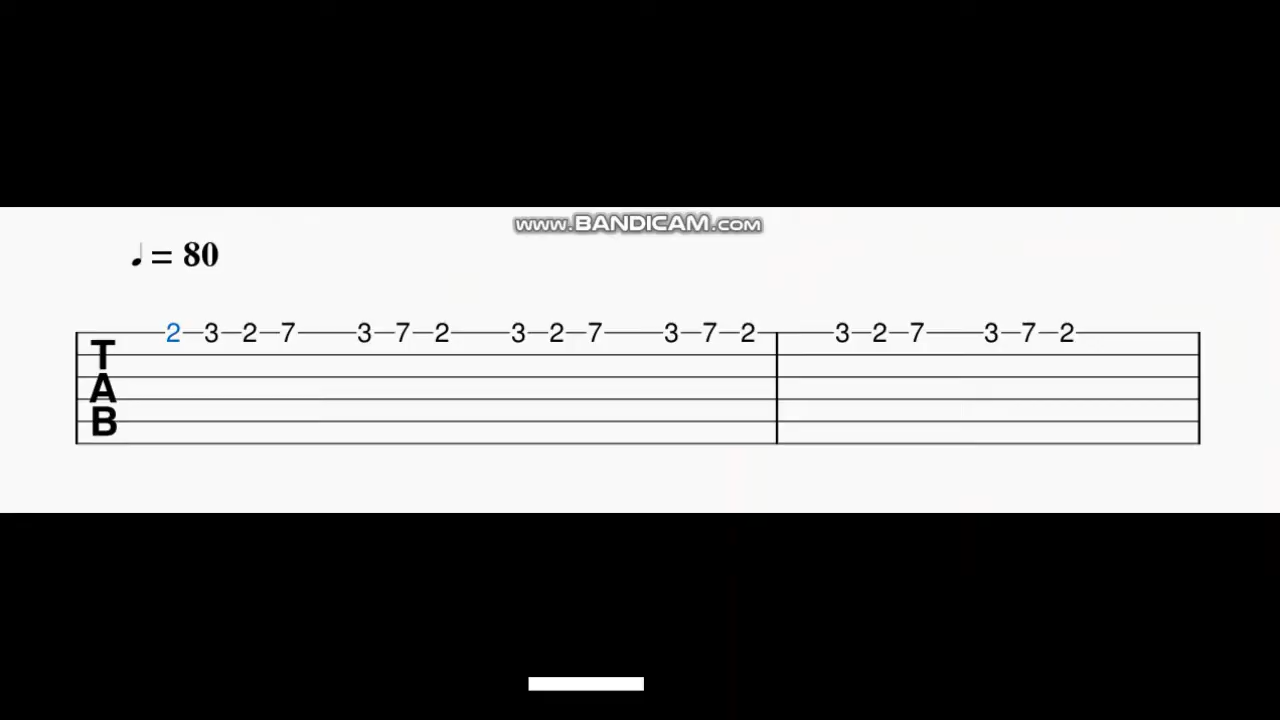 www.BANDICAM.com
♩= 80
2 3 2 7 3 7 2 3 2 7 3 7 2 3 2 7 3 7 2
T
A
B